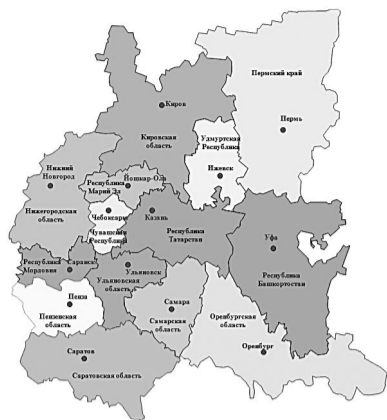 Пермский край
Пермь
Киров
Кировская
область
Удмуртская
Республика
Ижевск
Нижний
Новгород
Нижегородская
область
Республика
Марий Эл
Йошкар-Ола
Чебоксары
Чувашская
Республика
Казань
Республика
Татарстан
Уфа
Республика
Башкортостан
Республика
Мордовия
Саранск
Ульяновск
Ульяновская
область
Пенза
Пензенская
область
Самара
Самарская
область
Оренбургская
область
Оренбург
Саратов
Саратовская область